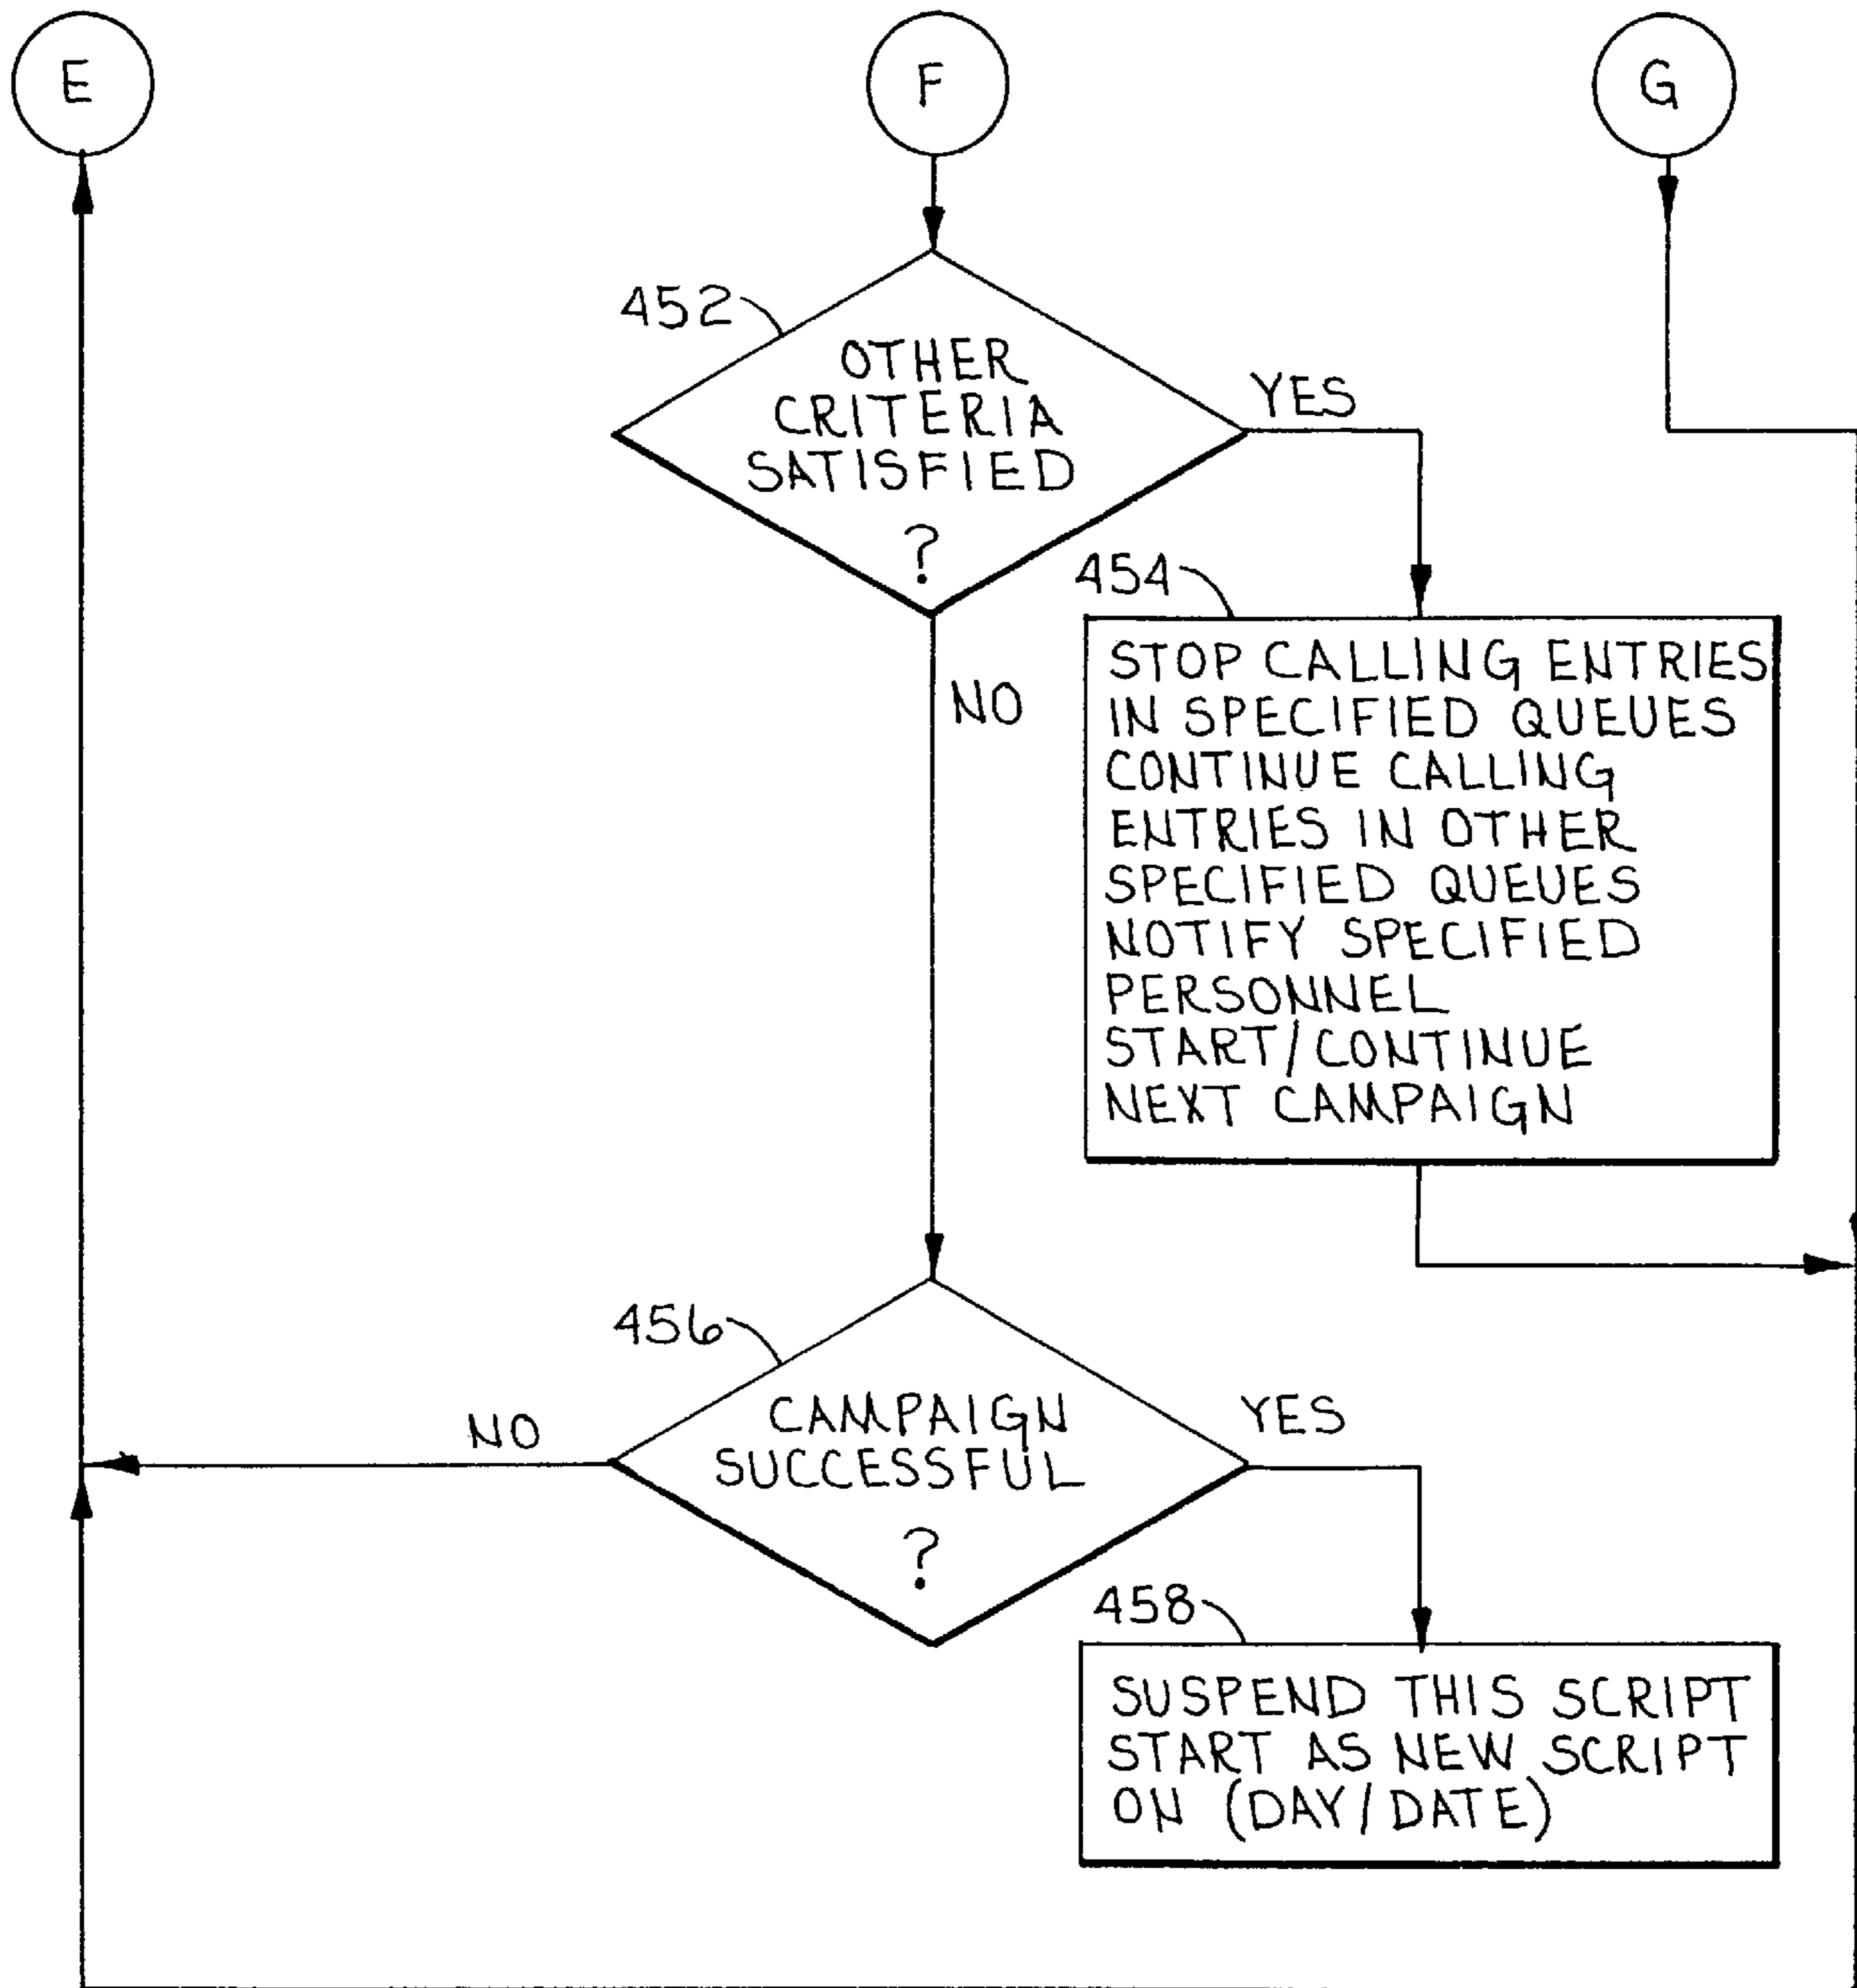 E
F
G
452
OTHER
CRITERIA
SATISFIED
?
YES
NO
454
STOP CALLING ENTRIES
IN SPECIFIED QUEUES
CONTINUE CALLING
ENTRIES IN OTHER
SPECIFIED QUEUES
NOTIFY SPECIFIED
PERSONNEL
START/CONTINUE
NEXT CAMPAIGN
456
CAMPAIGN
SUCCESSFUL
?
NO
YES
458
SUSPEND THIS SCRIPT
START AS NEW SCRIPT
ON (DAY/DATE)